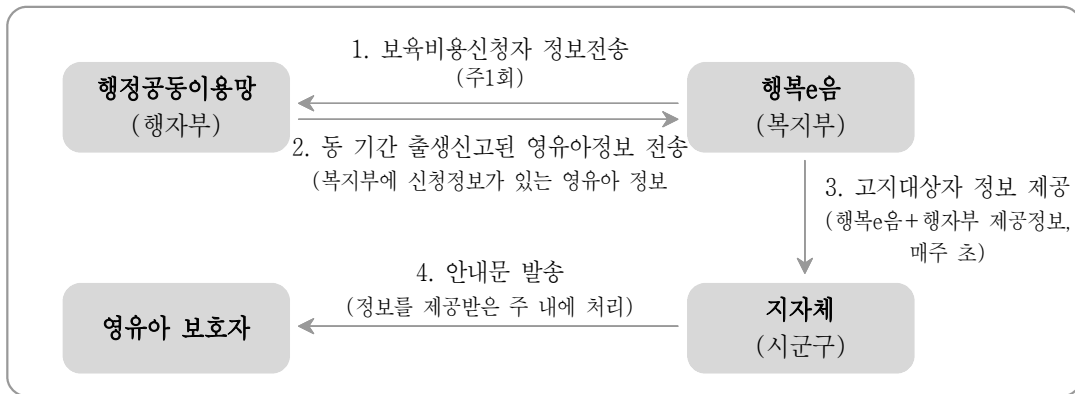 1. 보육비용신청자 정보전송
(주1회)
행정공동이용망
(행자부)
행복e음
(복지부)
2. 동 기간 출생신고된 영유아정보 전송
(복지부에 신청정보가 있는 영유아 정보
3. 고지대상자 정보 제공
(행복e음+행자부 제공정보,
매주 초)
4. 안내문 발송
(정보를 제공받은 주 내에 처리)
영유아 보호자
지자체
(시군구)